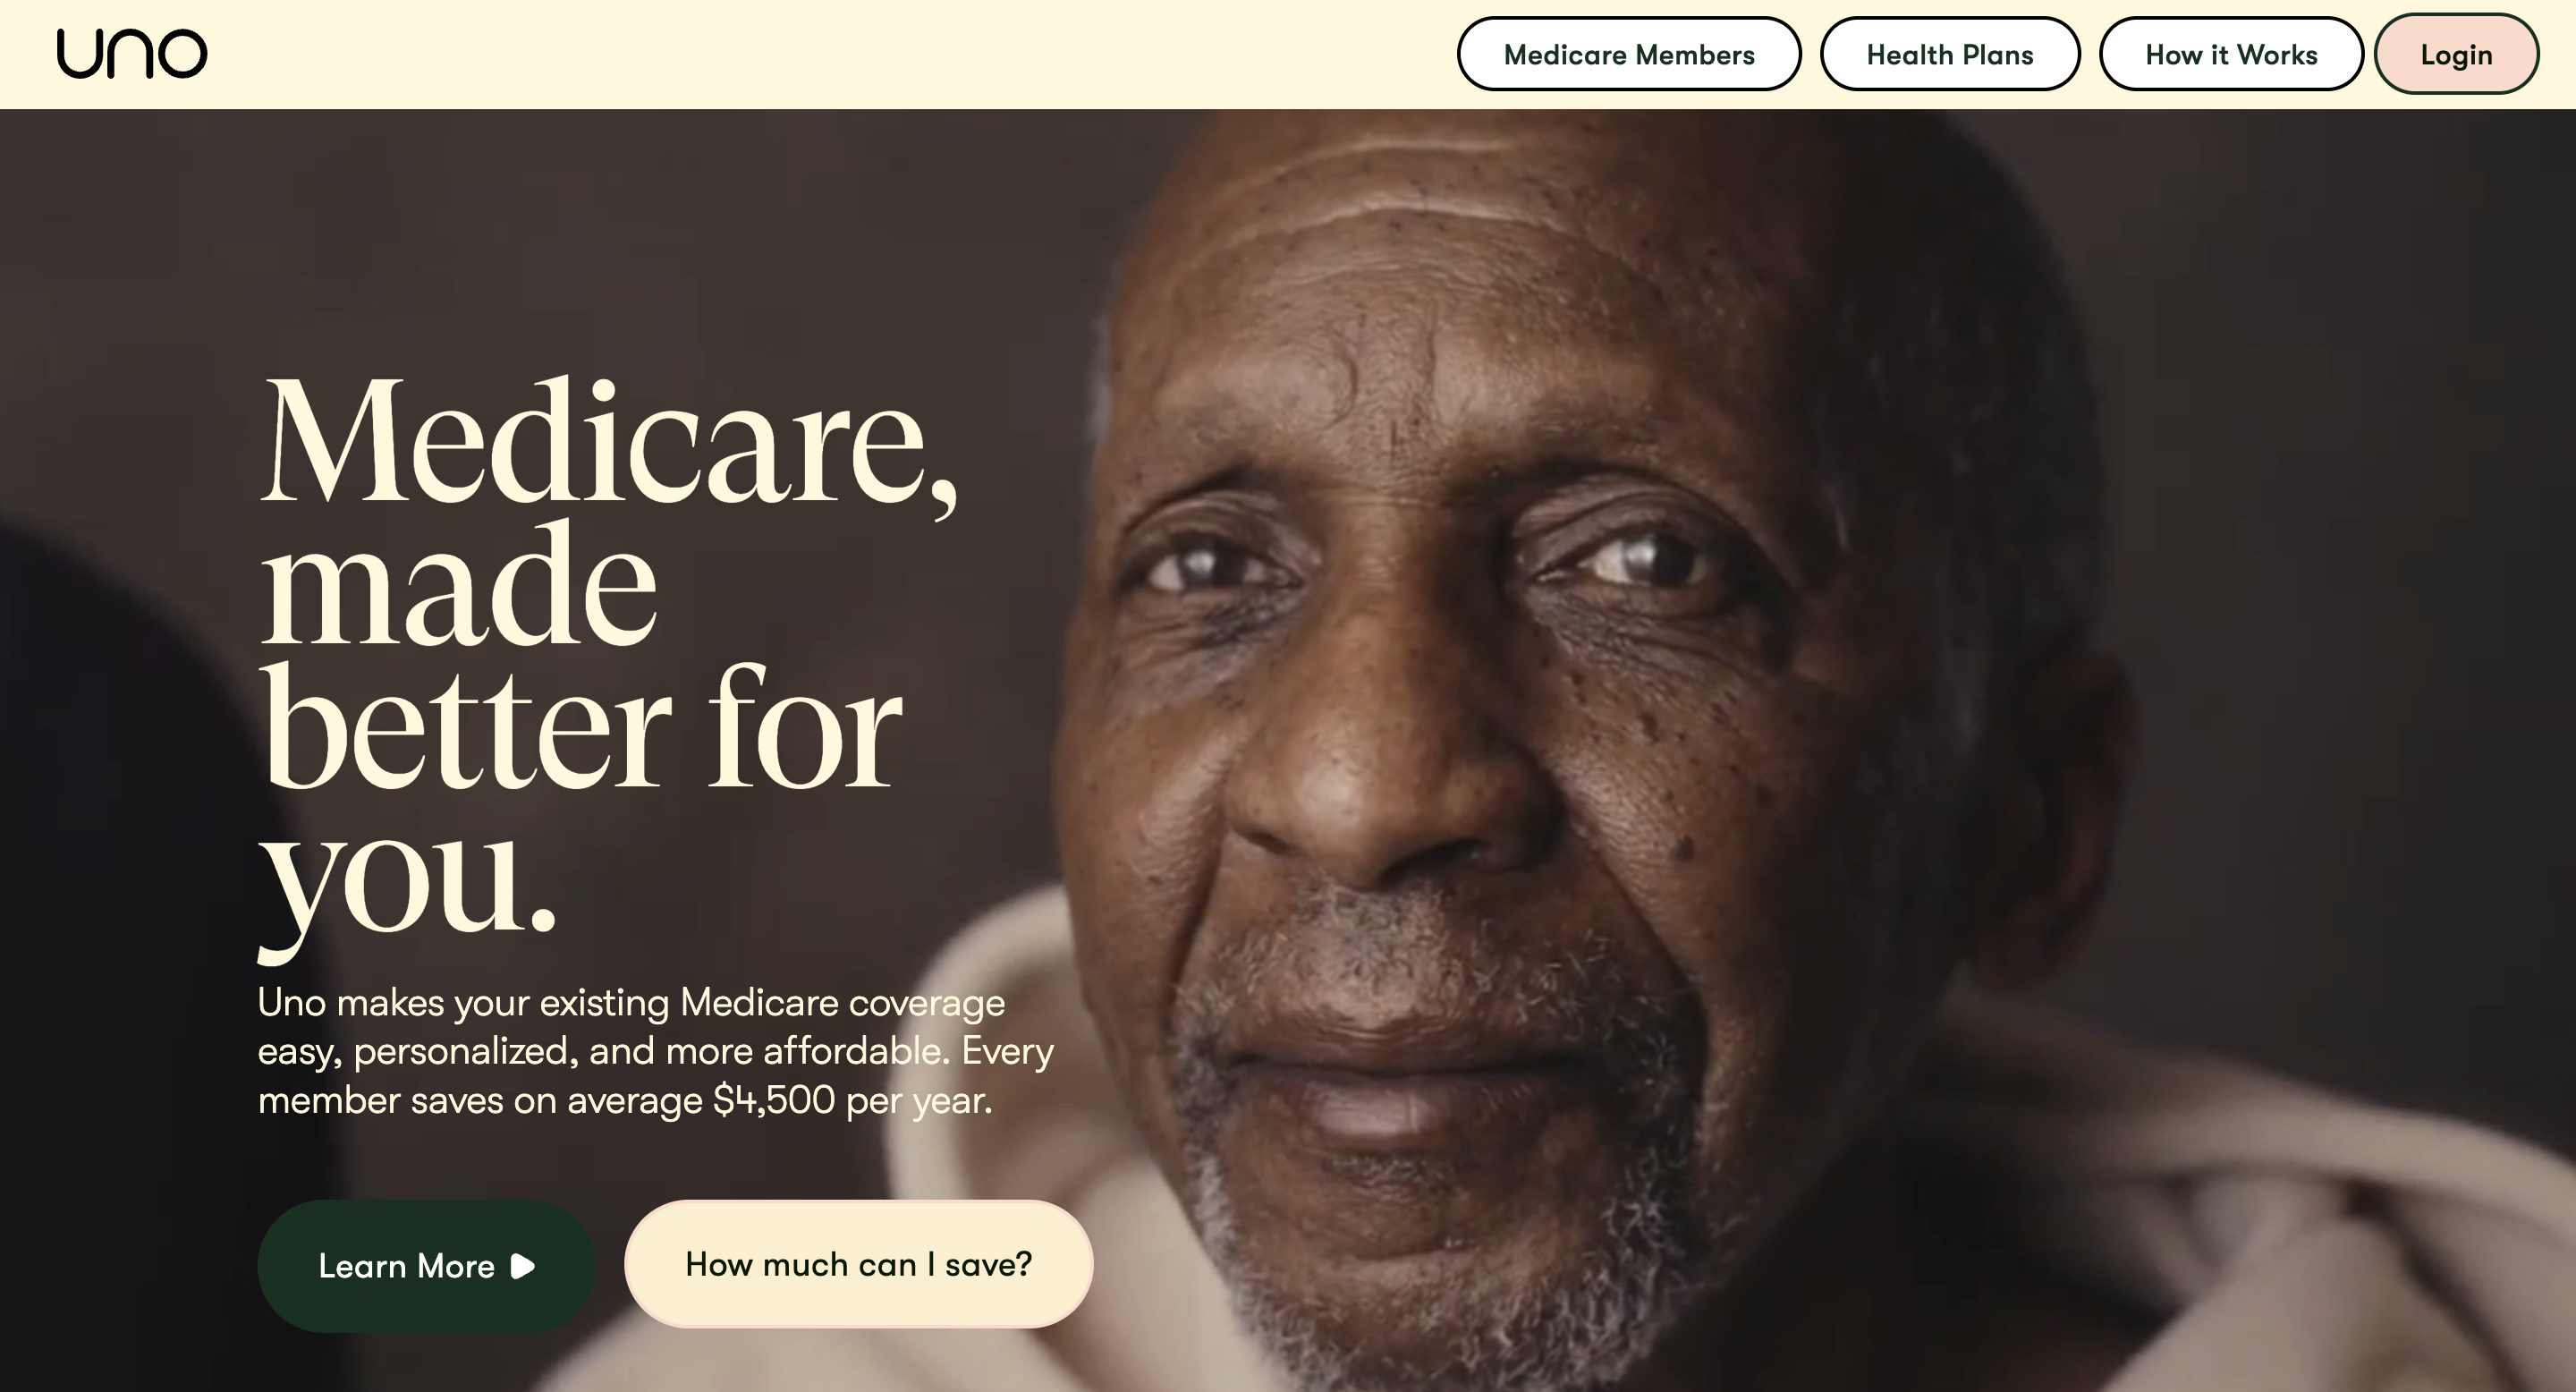 uno
Medicare Members
Health Plans
How it Works
Login
Medicare,
made
better for
you.
Uno makes your existing Medicare coverage
easy, personalized, and more affordable. Every
member saves on average $4,500 per year.
Learn More
How much can I save?